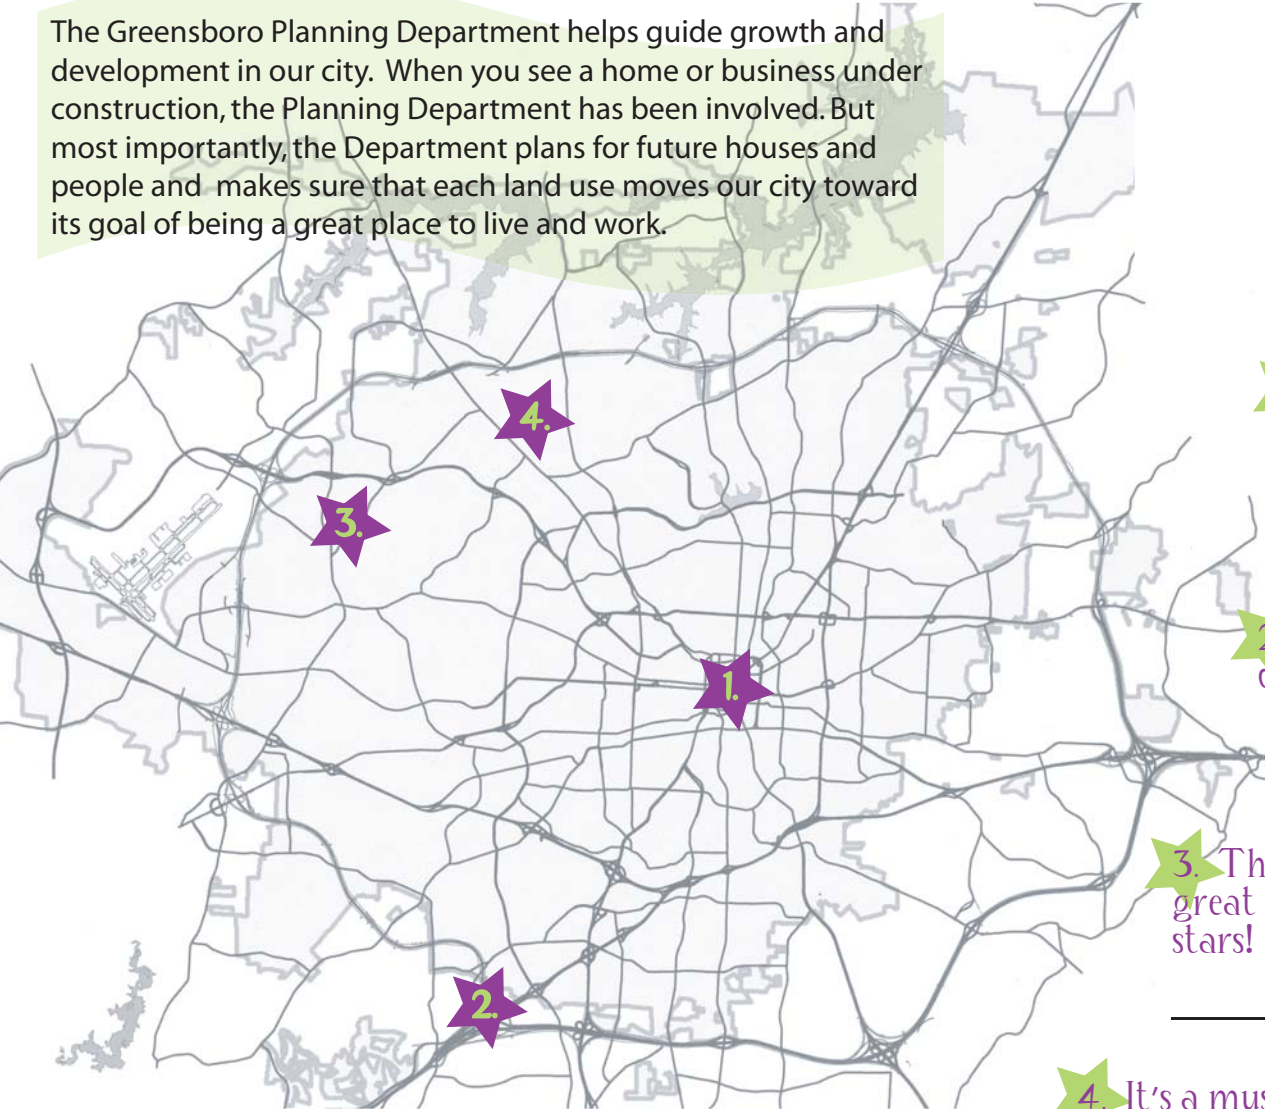 The Greensboro Planning Department helps guide growth and
development in our city. When you see a home or business under
construction, the Planning Department has been involved. But
most importantly, the Department plans for future houses and
people and makes sure that each land use moves our city toward
its goal of being a great place to live and work.
4.
3.
1.
2.
3. Th
great
stars!
4. It's a mus